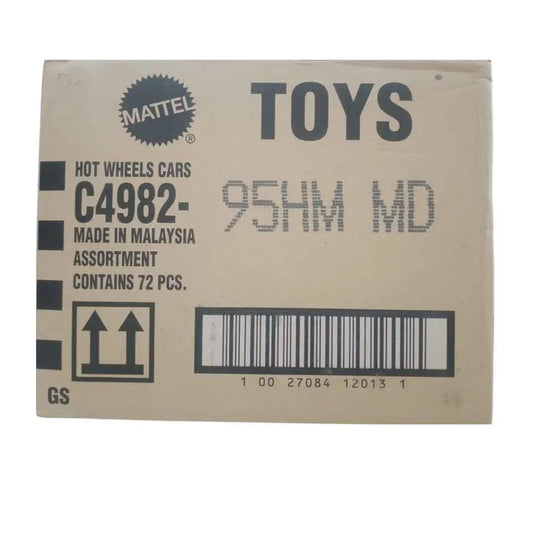 MATTEL
®
TOYS
HOT WHEELS CARS
C4982-
95HM MD
MADE IN MALAYSIA
ASSORTMENT
CONTAINS 72 PCS.
1 00 27084 12013 1
GS